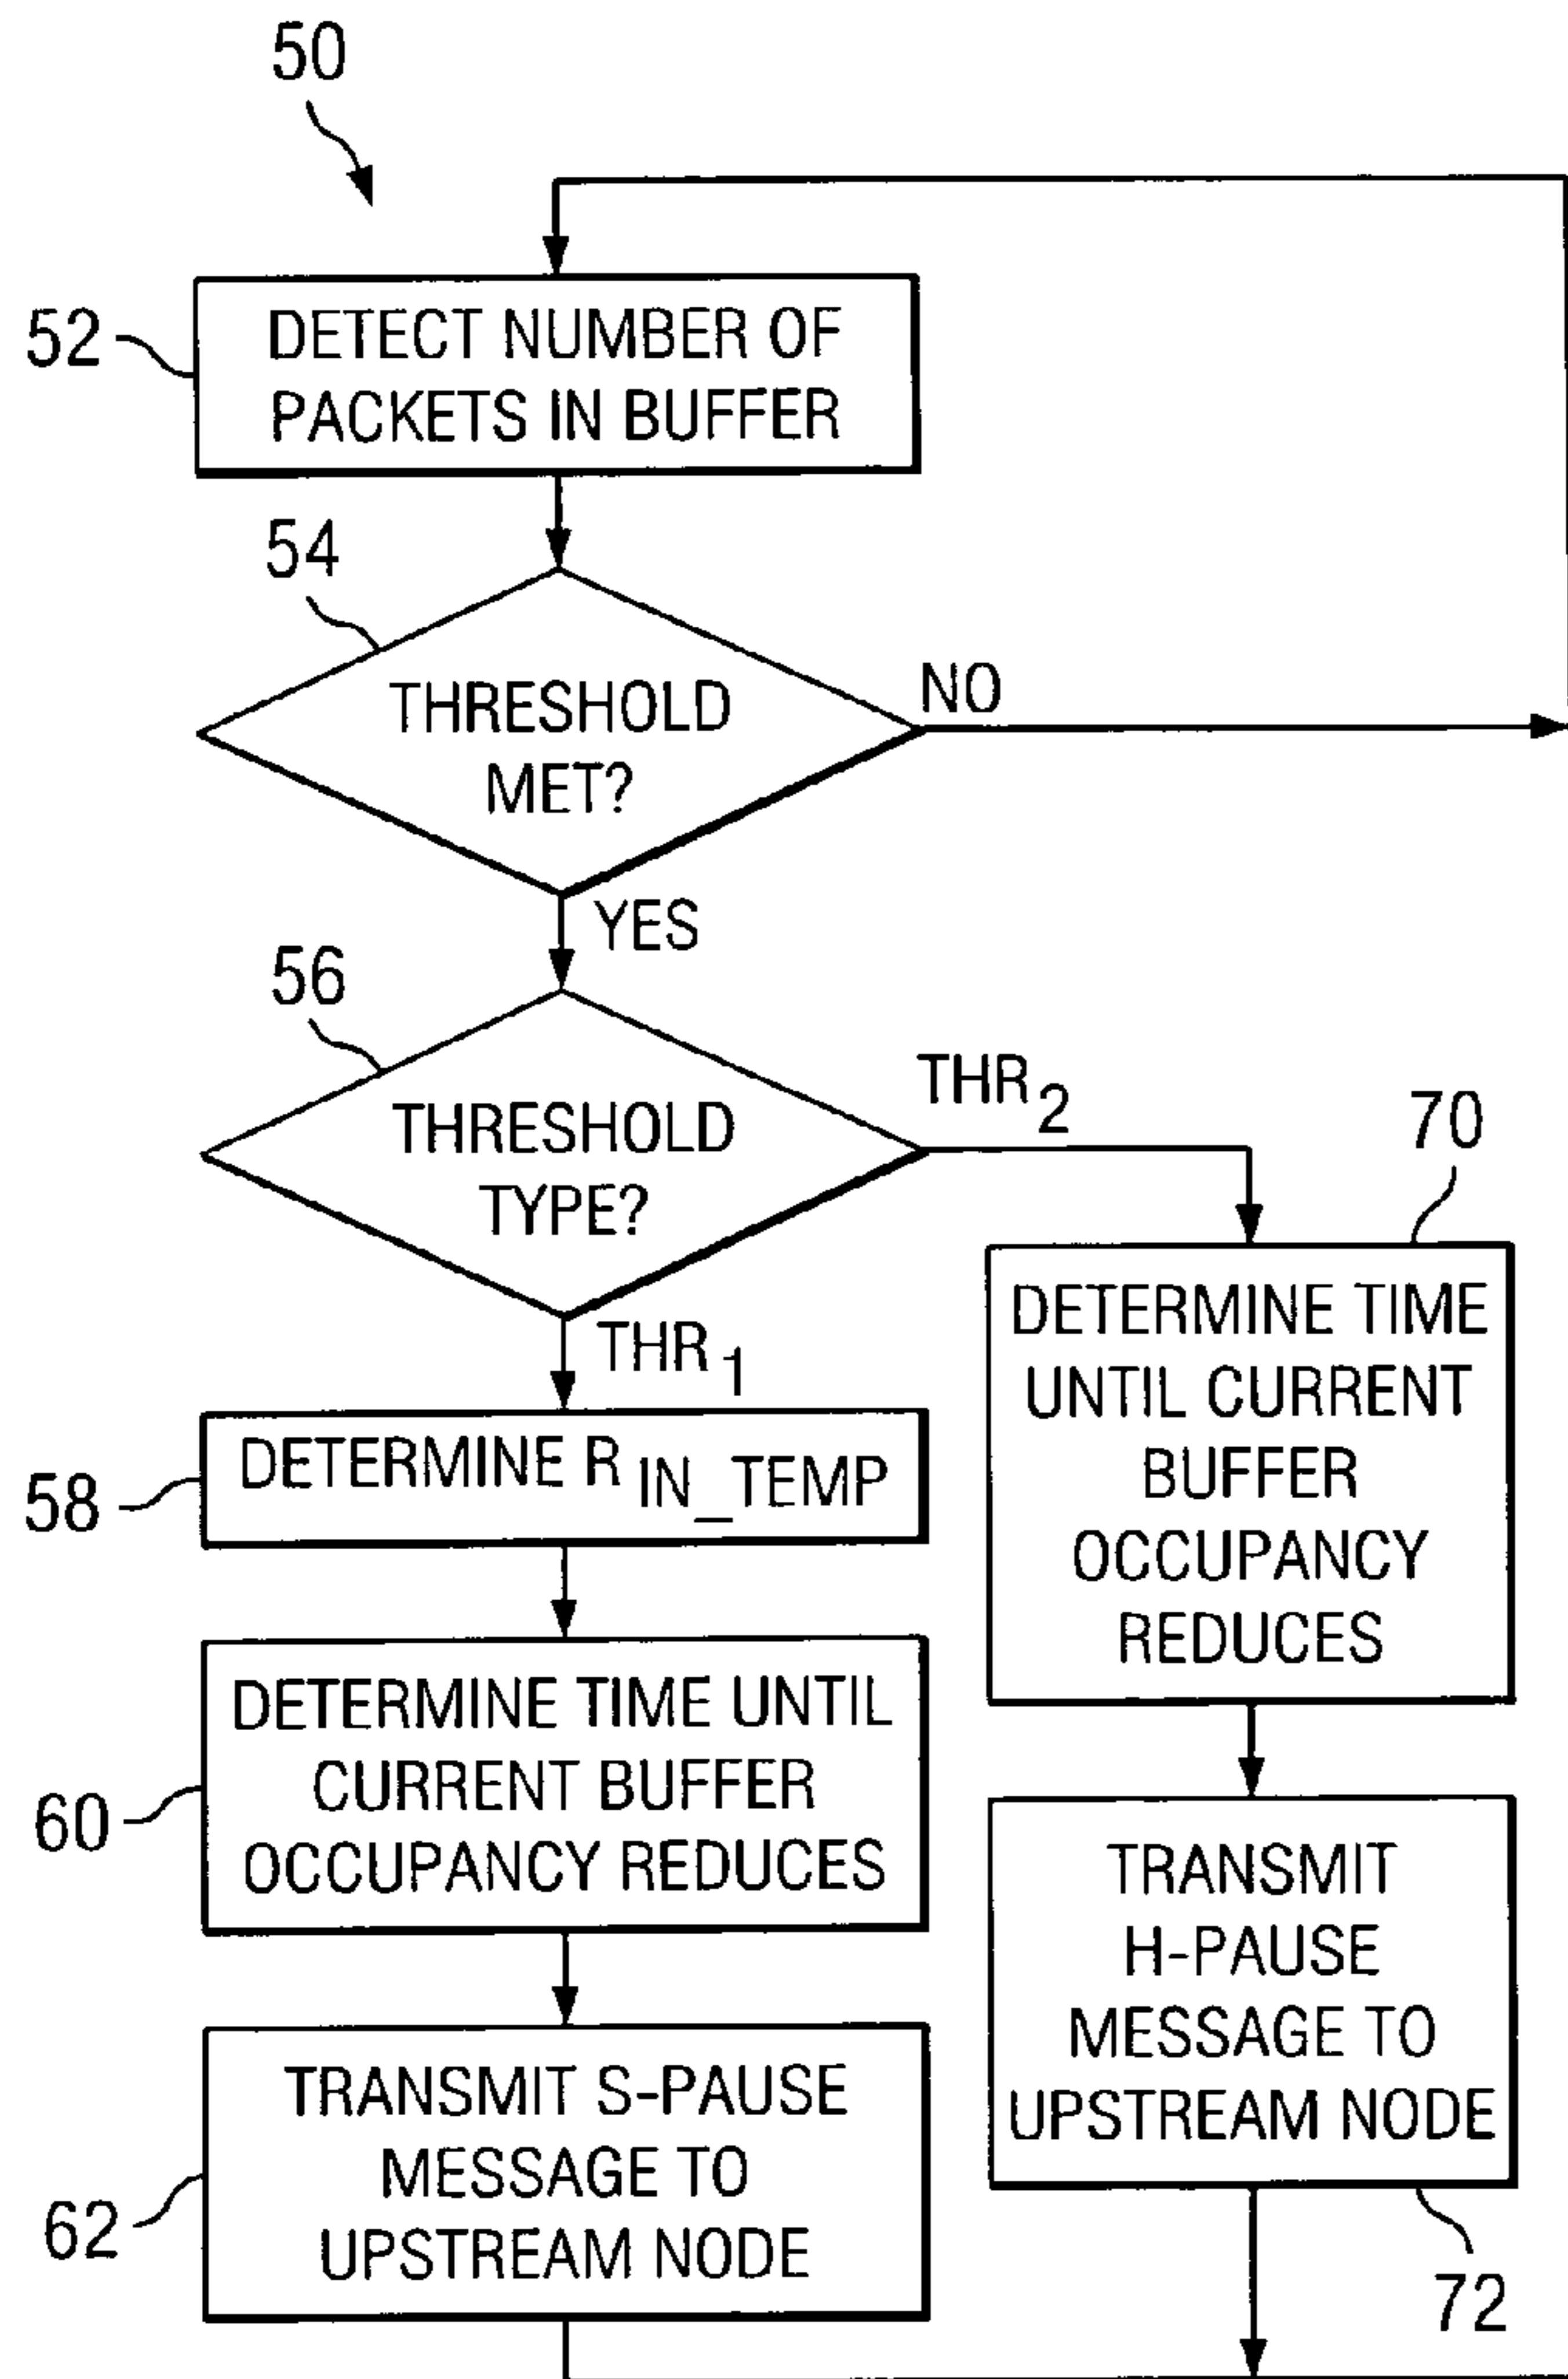 50
52
DETECT NUMBER OF
PACKETS IN BUFFER
54
THRESHOLD
MET?
NO
YES
56
THRESHOLD
TYPE?
THR2
THR1
70
DETERMINE TIME
UNTIL CURRENT
BUFFER
OCCUPANCY
REDUCES
58
DETERMINE R IN_TEMP
60
DETERMINE TIME UNTIL
CURRENT BUFFER
OCCUPANCY REDUCES
TRANSMIT
H-PAUSE
MESSAGE TO
UPSTREAM NODE
62
TRANSMIT S-PAUSE
MESSAGE TO
UPSTREAM NODE
72